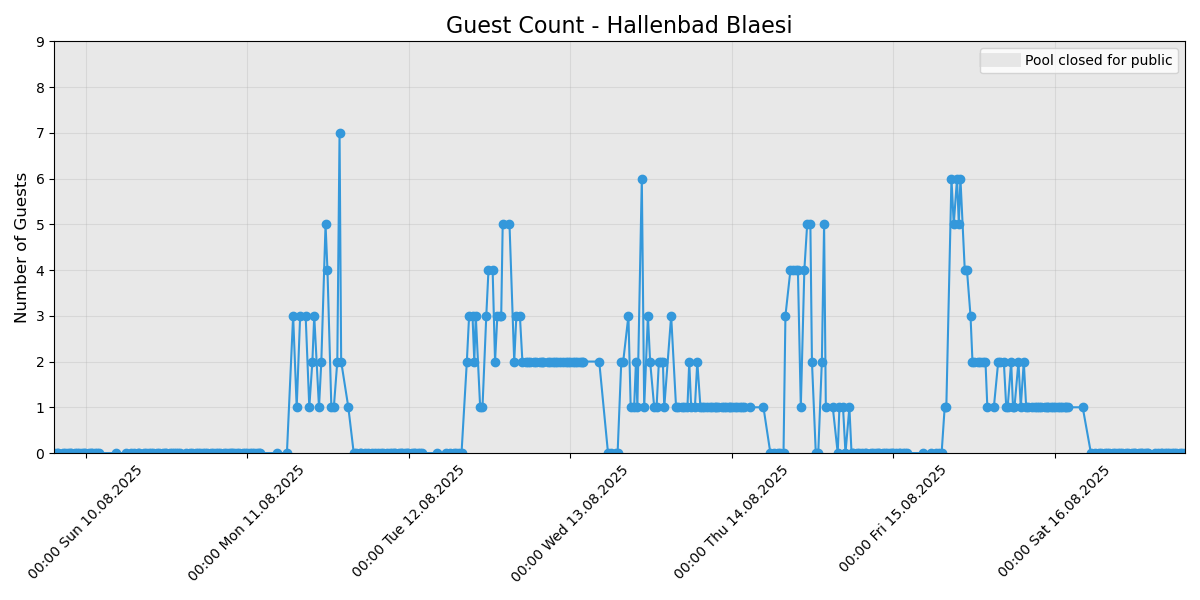 Guest Count - Hallenbad Blaesi
Pool closed for public
Number of Guests
9
8
7
6
5
4
3
2
1
0
00:00 Sun 10.08.2025
00:00 Mon 11.08.2025
00:00 Tue 12.08.2025
00:00 Wed 13.08.2025
00:00 Thu 14.08.2025
00:00 Fri 15.08.2025
00:00 Sat 16.08.2025